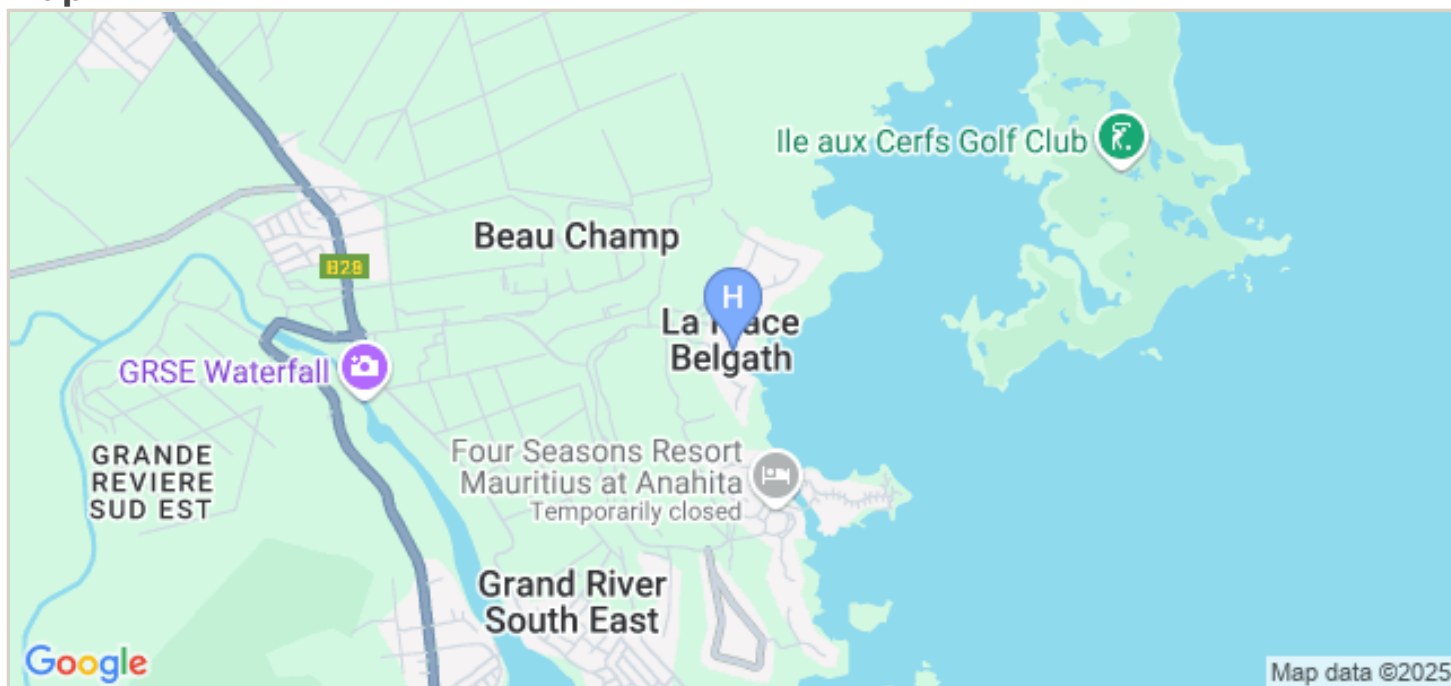 Ile aux Cerfs Golf Club
Beau Champ
B28
H
Belgath
GRSE Waterfall
GRANDE
REVIERE
SUD EST
Four Seasons Resort
Mauritius at Anahita
Temporarily closed
Grand River
South East
Google
Map data ©2025